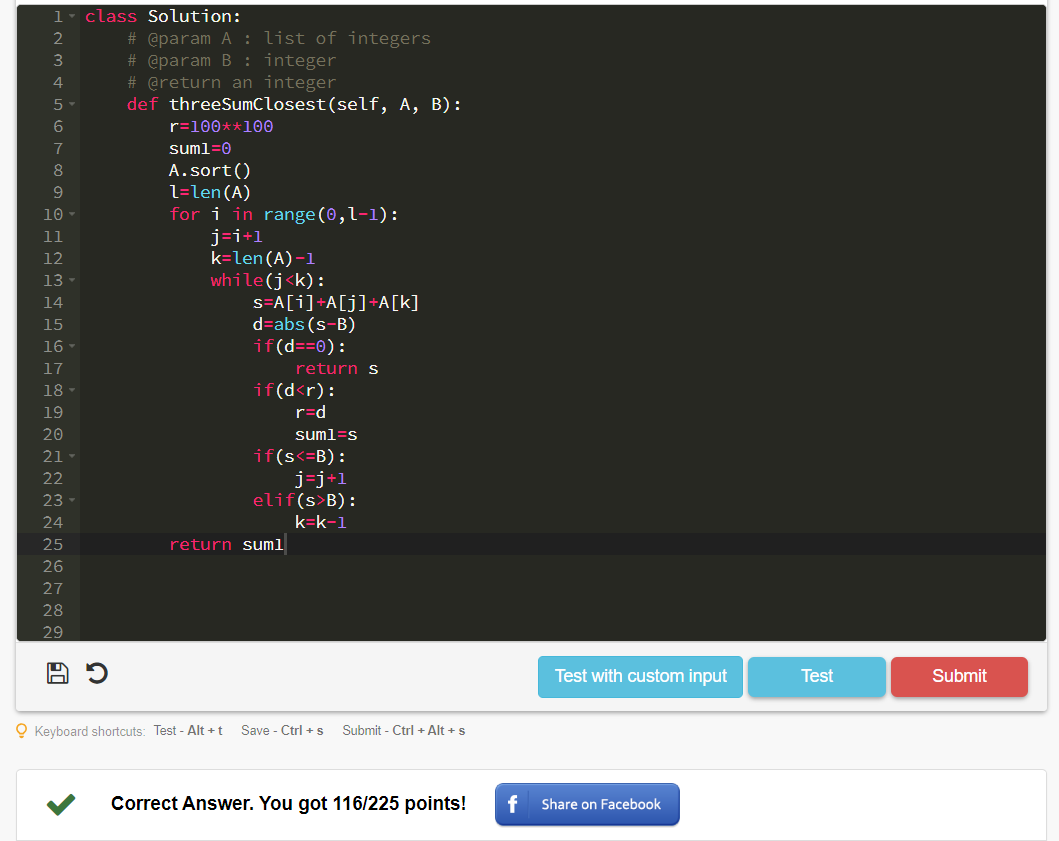 1 class Solution:
2 # @param A : list of integers
3 # @param B : integer
4 # @return an integer
5 def threeSumClosest(self, A, B):
6 r=100**100
7 sum1=0
8 A.sort()
9 l=len(A)
10 for i in range(0,l-1):
11 j=i+1
12 k=len(A)-1
13 while(j<k):
14 s=A[i]+A[j]+A[k]
15 d=abs(s-B)
16 if(d==0):
17 return s
18 if(d<r):
19 r=d
20 sum1=s
21 if(s<=B):
22 j=j+1
23 elif(s>B):
24 k=k-1
25 return sum1
26
27
28
29
Test with custom input Test Submit
Keyboard shortcuts: Test - Alt + t Save - Ctrl + s Submit - Ctrl + Alt + s
Correct Answer. You got 116/225 points! f Share on Facebook